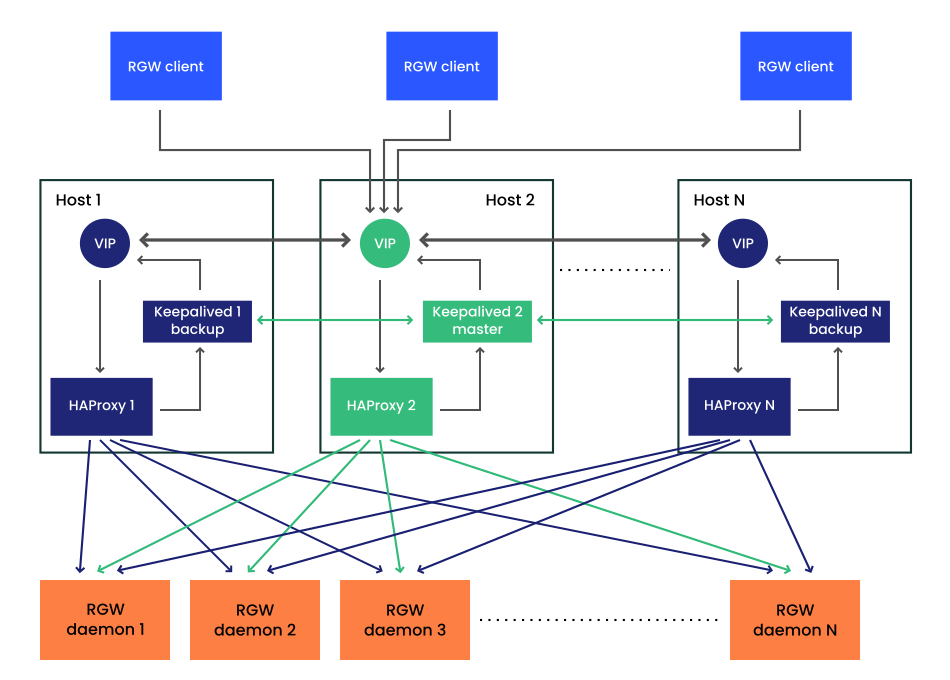 RGW client
RGW client
RGW client
Host 1
Host 2
Host N
VIP
VIP
VIP
Keepalived 1
backup
Keepalived 2
master
Keepalived N
backup
HAProxy 1
HAProxy 2
HAProxy N
RGW
daemon 1
RGW
daemon 2
RGW
daemon 3
RGW
daemon N